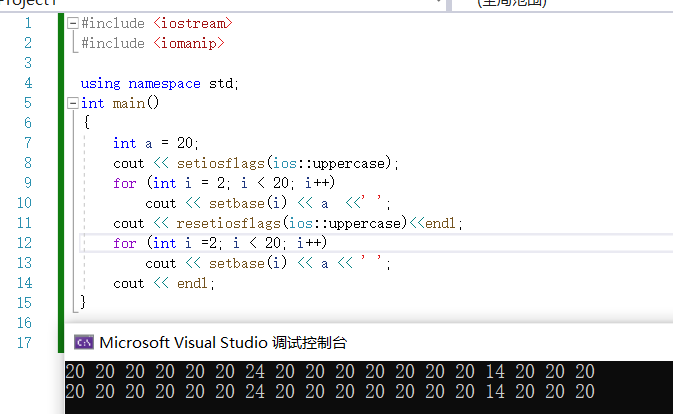 (全局范围)
1 #include <iostream>
2 #include <iomanip>
3
4 using namespace std;
5 int main()
6 {
7 int a = 20;
8 cout << setiosflags(ios::uppercase);
9 for (int i = 2; i < 20; i++)
10 cout << setbase(i) << a <<' ';
11 cout << resetiosflags(ios::uppercase)<<endl;
12 for (int i =2; i < 20; i++)
13 cout << setbase(i) << a << ' ';
14 cout << endl;
15 }
16
17
Microsoft Visual Studio 调试控制台
20 20 20 20 20 20 24 20 20 20 20 20 20 20 14 20 20 20
20 20 20 20 20 20 24 20 20 20 20 20 20 20 14 20 20 20